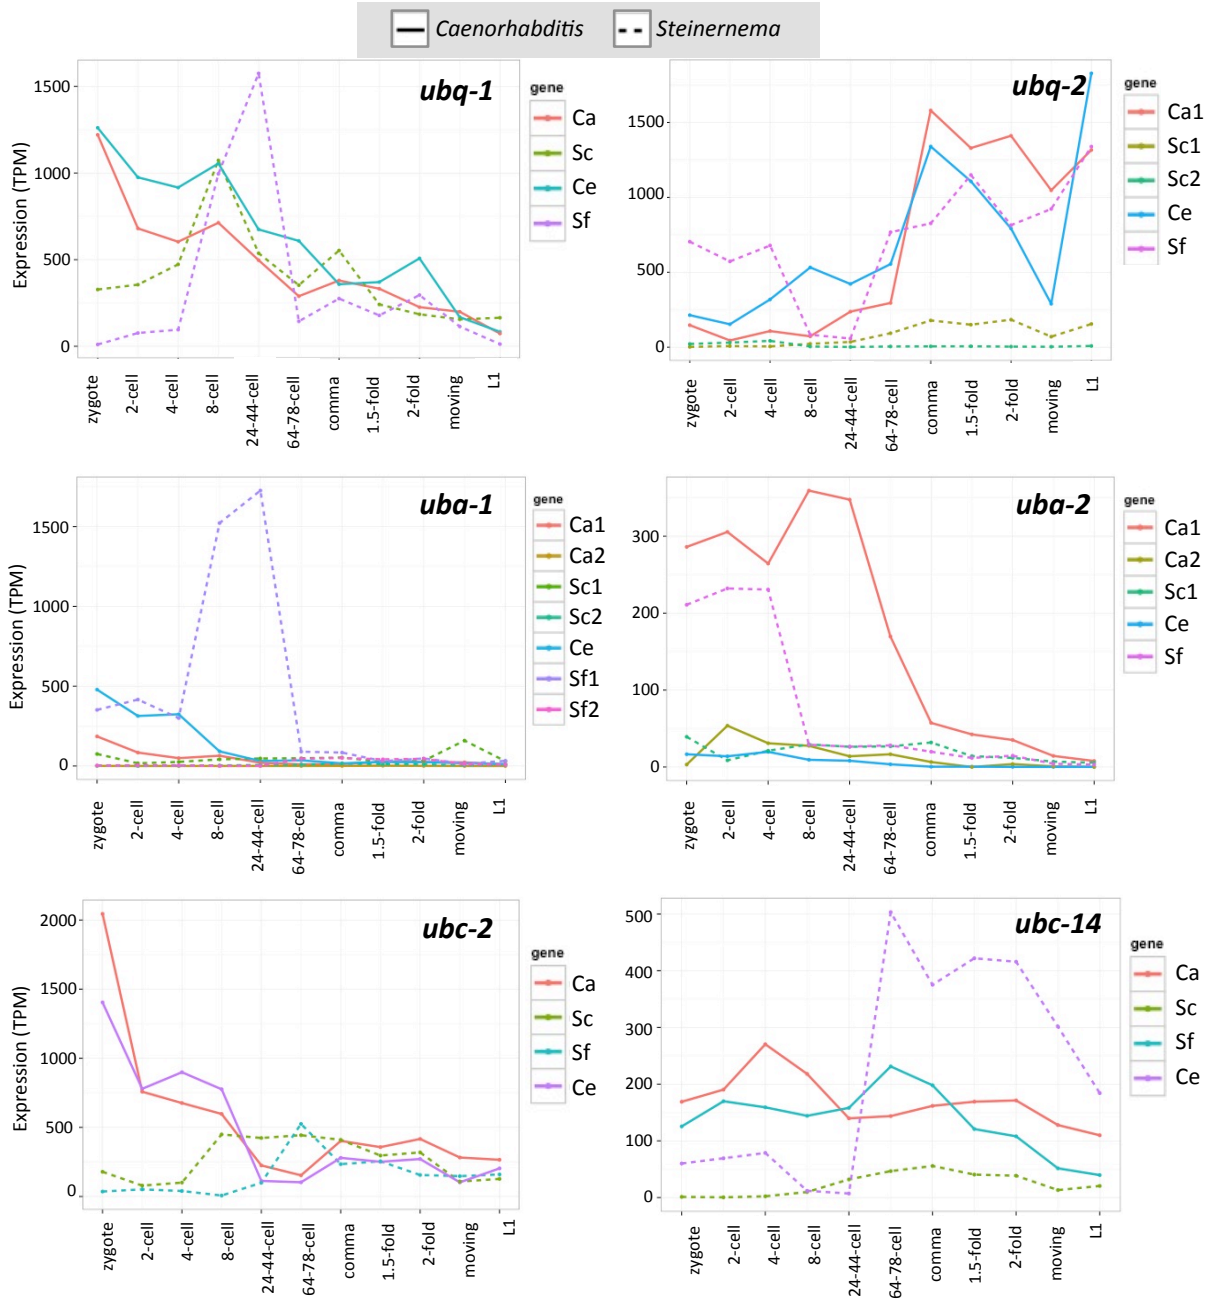 Caenorhabditis Steinernema
ubq-1
Expression (TPM)
1500
1000
500
0
zygote
2-cell
4-cell
8-cell
24-44-cell
64-78-cell
comma
1.5-fold
2-fold
moving
L1
gene
Ca
Sc
Ce
Sf
ubq-2
1500
1000
500
0
zygote
2-cell
4-cell
8-cell
24-44-cell
64-78-cell
comma
1.5-fold
2-fold
moving
L1
gene
Ca1
Sc1
Sc2
Ce
Sf
uba-1
Expression (TPM)
1500
1000
500
0
zygote
2-cell
4-cell
8-cell
24-44-cell
64-78-cell
comma
1.5-fold
2-fold
moving
L1
gene
Ca1
Ca2
Sc1
Sc2
Ce
Sf1
Sf2
uba-2
300
200
100
0
zygote
2-cell
4-cell
8-cell
24-44-cell
64-78-cell
comma
1.5-fold
2-fold
moving
L1
gene
Ca1
Ca2
Sc1
Ce
Sf
ubc-2
Expression (TPM)
2000
1500
1000
500
0
zygote
2-cell
4-cell
8-cell
24-44-cell
64-78-cell
comma
1.5-fold
2-fold
moving
L1
gene
Ca
Sc
Sf
Ce
ubc-14
500
400
300
200
100
0
zygote
2-cell
4-cell
8-cell
24-44-cell
64-78-cell
comma
1.5-fold
2-fold
moving
L1
gene
Ca
Sc
Sf
Ce